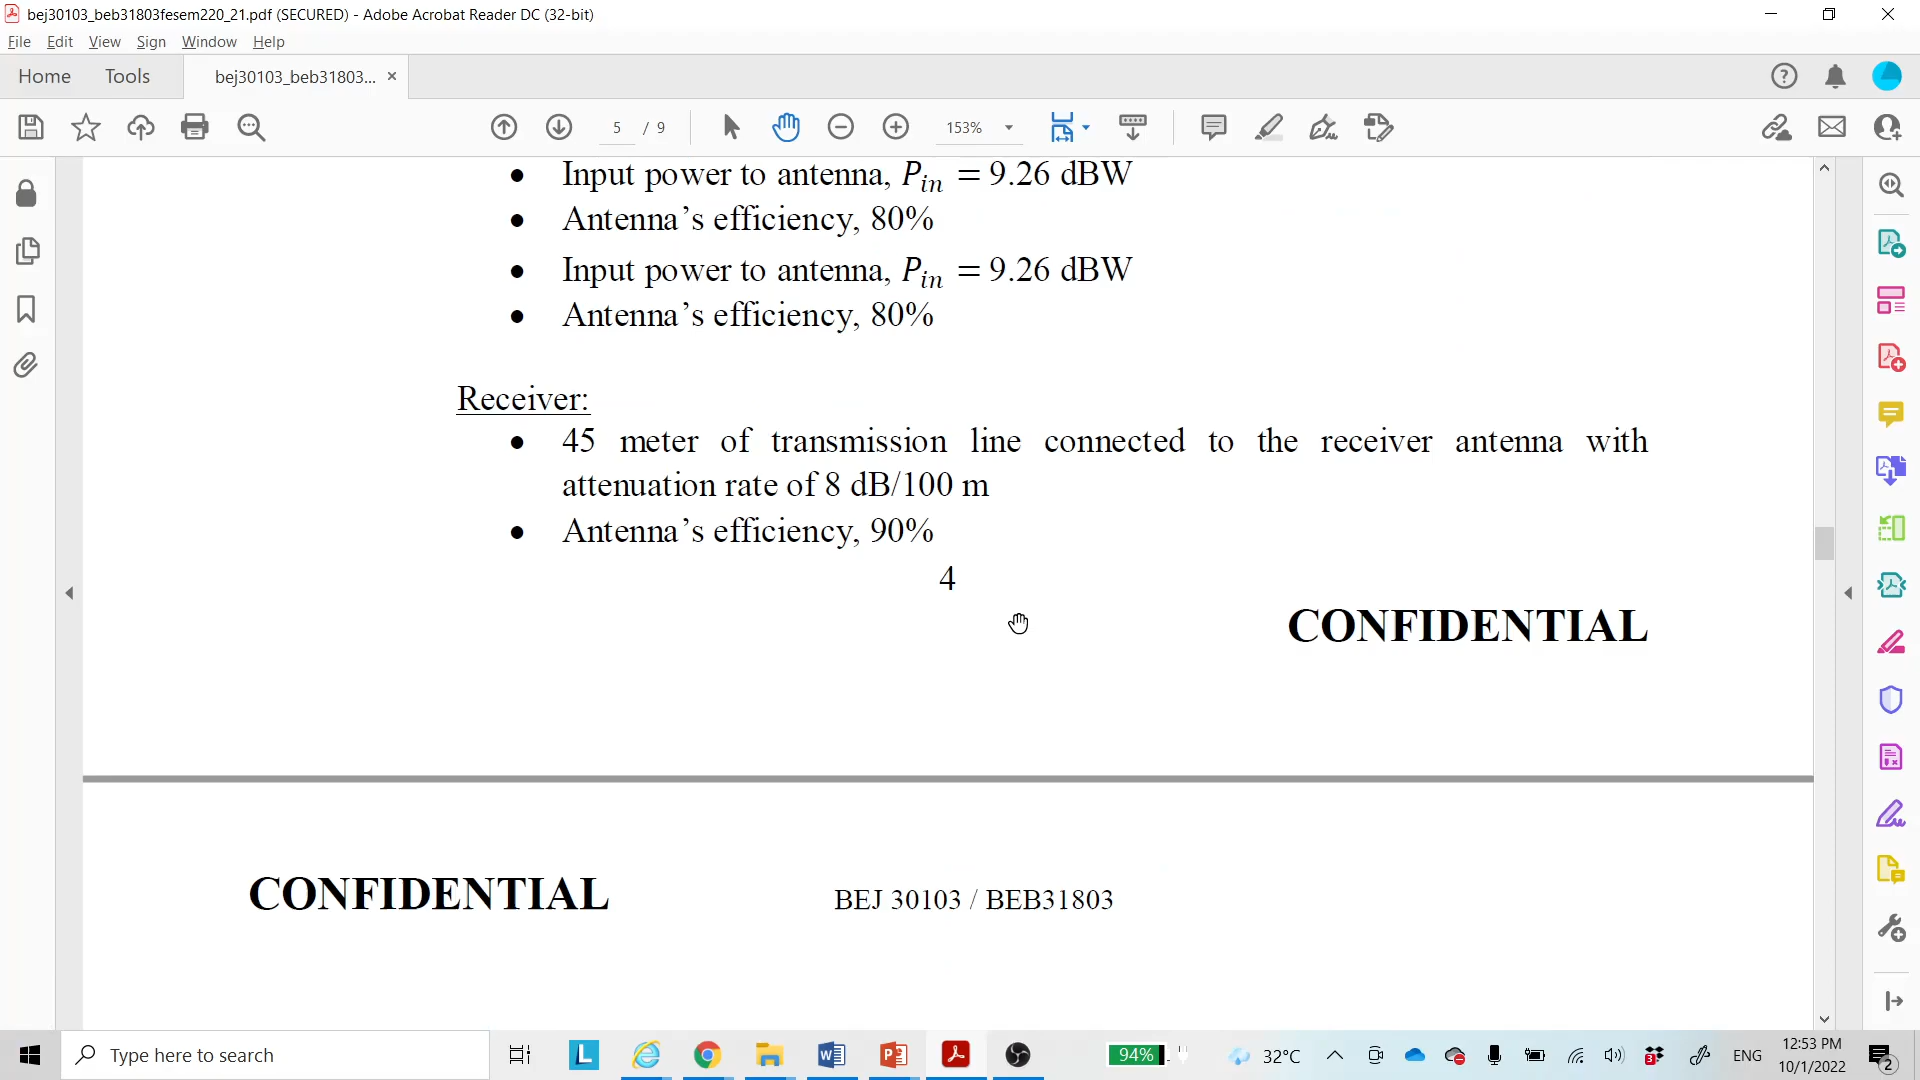 bej30103_beb31803fesem220_21.pdf (SECURED) - Adobe Acrobat Reader DC (32-bit)
File Edit View Sign Window Help
Home Tools bej30103_beb31803... ×
5 / 9 153%
• Input power to antenna, P_in = 9.26 dBW
• Antenna's efficiency, 80%
• Input power to antenna, P_in = 9.26 dBW
• Antenna's efficiency, 80%
Receiver:
• 45 meter of transmission line connected to the receiver antenna with
attenuation rate of 8 dB/100 m
• Antenna's efficiency, 90%
4
CONFIDENTIAL
CONFIDENTIAL BEJ 30103 / BEB31803
Type here to search 94% 32°C ENG 12:53 PM
10/1/2022 2